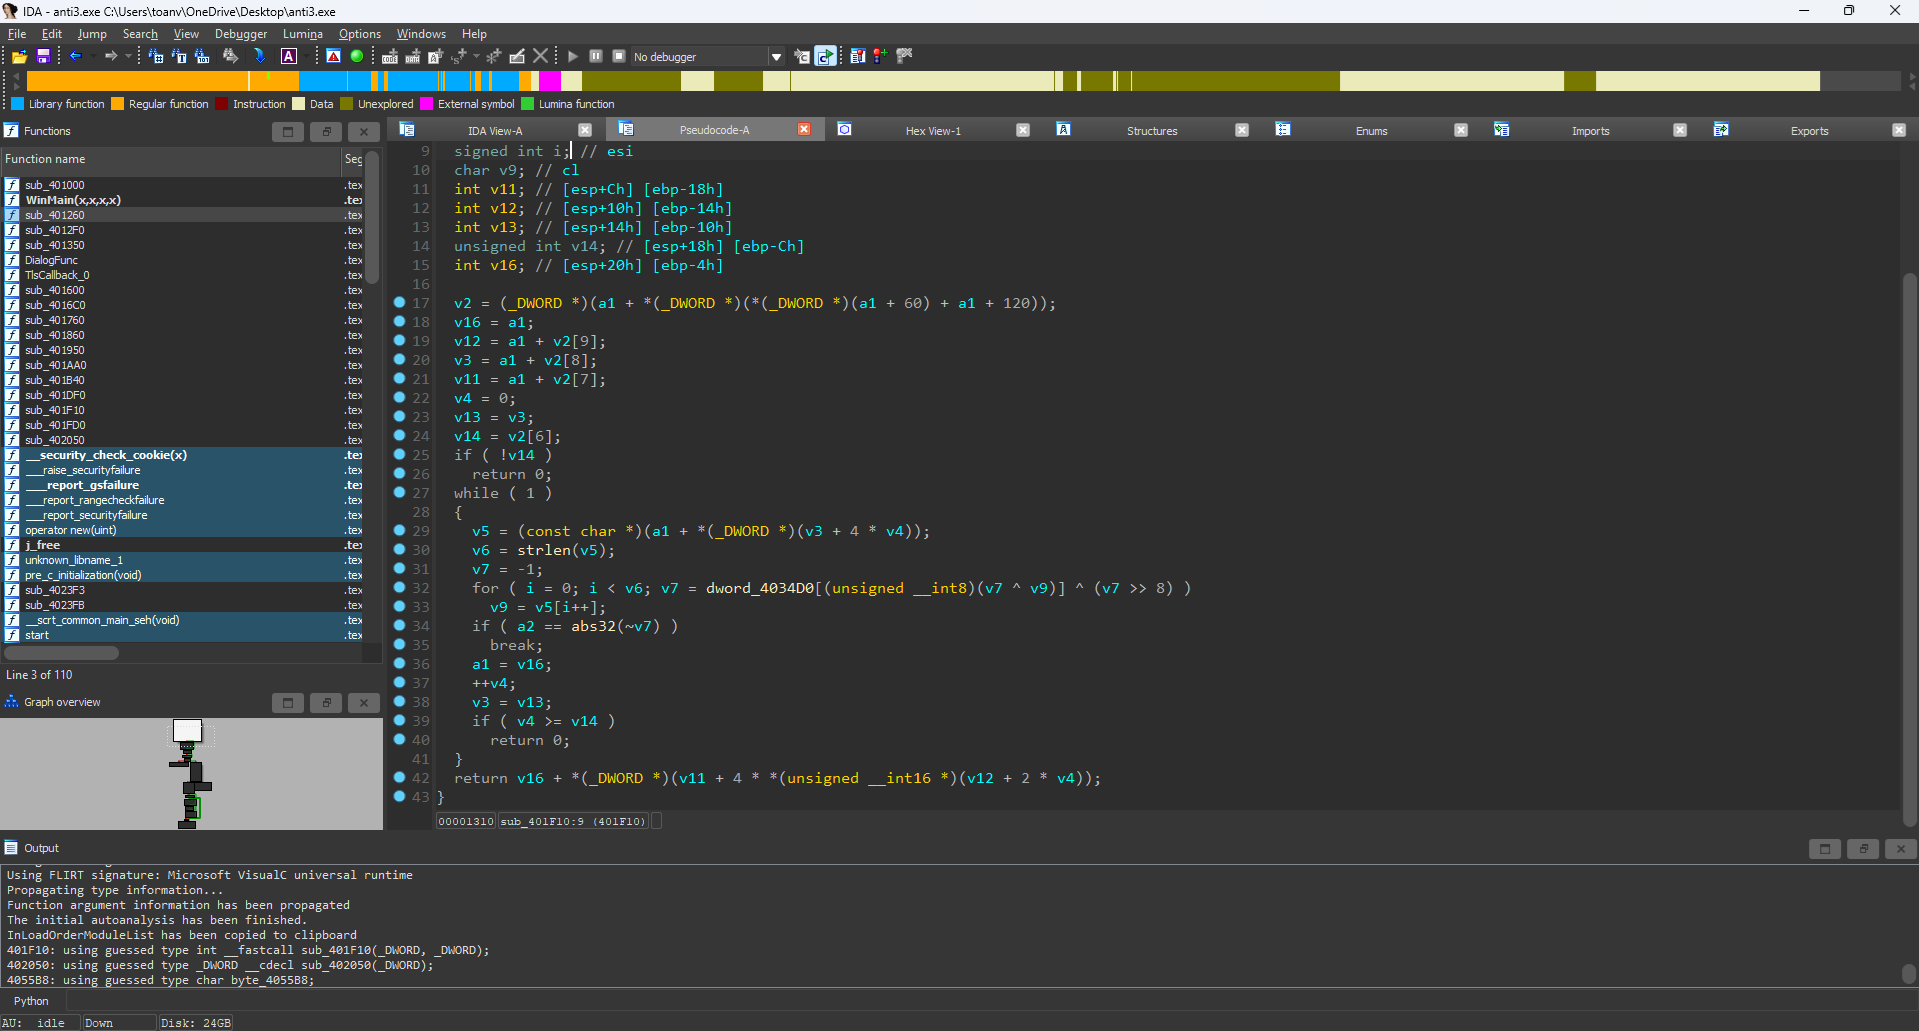 IDA - anti3.exe C:\Users\toanv\OneDrive\Desktop\anti3.exe
File Edit Jump Search View Debugger Lumina Options Windows Help
No debugger
Library function Regular function Instruction Data Unexplored External symbol Lumina function
Functions
IDA View-A Pseudocode-A Hex View-1 Structures Enums Imports Exports
Function name Seg
sub_401000 .tex
WinMain(x,x,x,x) .tex
sub_401260 .tex
sub_4012F0 .tex
sub_401350 .tex
DialogFunc .tex
TlsCallback_0 .tex
sub_401600 .tex
sub_4016C0 .tex
sub_401760 .tex
sub_401860 .tex
sub_401950 .tex
sub_401AA0 .tex
sub_401B40 .tex
sub_401DF0 .tex
sub_401F10 .tex
sub_401FD0 .tex
sub_402050 .tex
__security_check_cookie(x) .tex
___raise_securityfailure .tex
___report_gsfailure .tex
___report_rangecheckfailure .tex
___report_securityfailure .tex
operator new(uint) .tex
j_free .tex
unknown_libname_1 .tex
pre_c_initialization(void) .tex
sub_4023F3 .tex
sub_4023FB .tex
__scrt_common_main_seh(void) .tex
start .tex
Line 3 of 110
Graph overview
9 signed int i; // esi
10 char v9; // cl
11 int v11; // [esp+Ch] [ebp-18h]
12 int v12; // [esp+10h] [ebp-14h]
13 int v13; // [esp+14h] [ebp-10h]
14 unsigned int v14; // [esp+18h] [ebp-Ch]
15 int v16; // [esp+20h] [ebp-4h]
16
17 v2 = (_DWORD *)(a1 + *(_DWORD *)(*(_DWORD *)(a1 + 60) + a1 + 120));
18 v16 = a1;
19 v12 = a1 + v2[9];
20 v3 = a1 + v2[8];
21 v11 = a1 + v2[7];
22 v4 = 0;
23 v13 = v3;
24 v14 = v2[6];
25 if ( !v14 )
26 return 0;
27 while ( 1 )
28 {
29 v5 = (const char *)(a1 + *(_DWORD *)(v3 + 4 * v4));
30 v6 = strlen(v5);
31 v7 = -1;
32 for ( i = 0; i < v6; v7 = dword_4034D0[(unsigned __int8)(v7 ^ v9)] ^ (v7 >> 8) )
33 v9 = v5[i++];
34 if ( a2 == abs32(~v7) )
35 break;
36 a1 = v16;
37 ++v4;
38 v3 = v13;
39 if ( v4 >= v14 )
40 return 0;
41 }
42 return v16 + *(_DWORD *)(v11 + 4 * *(unsigned __int16 *)(v12 + 2 * v4));
43 }
00001310 sub_401F10:9 (401F10)
Output
Using FLIRT signature: Microsoft VisualC universal runtime
Propagating type information...
Function argument information has been propagated
The initial autoanalysis has been finished.
InLoadOrderModuleList has been copied to clipboard
401F10: using guessed type int __fastcall sub_401F10(_DWORD, _DWORD);
402050: using guessed type _DWORD __cdecl sub_402050(_DWORD);
4055B8: using guessed type char byte_4055B8;
Python
AU: idle Down Disk: 24GB